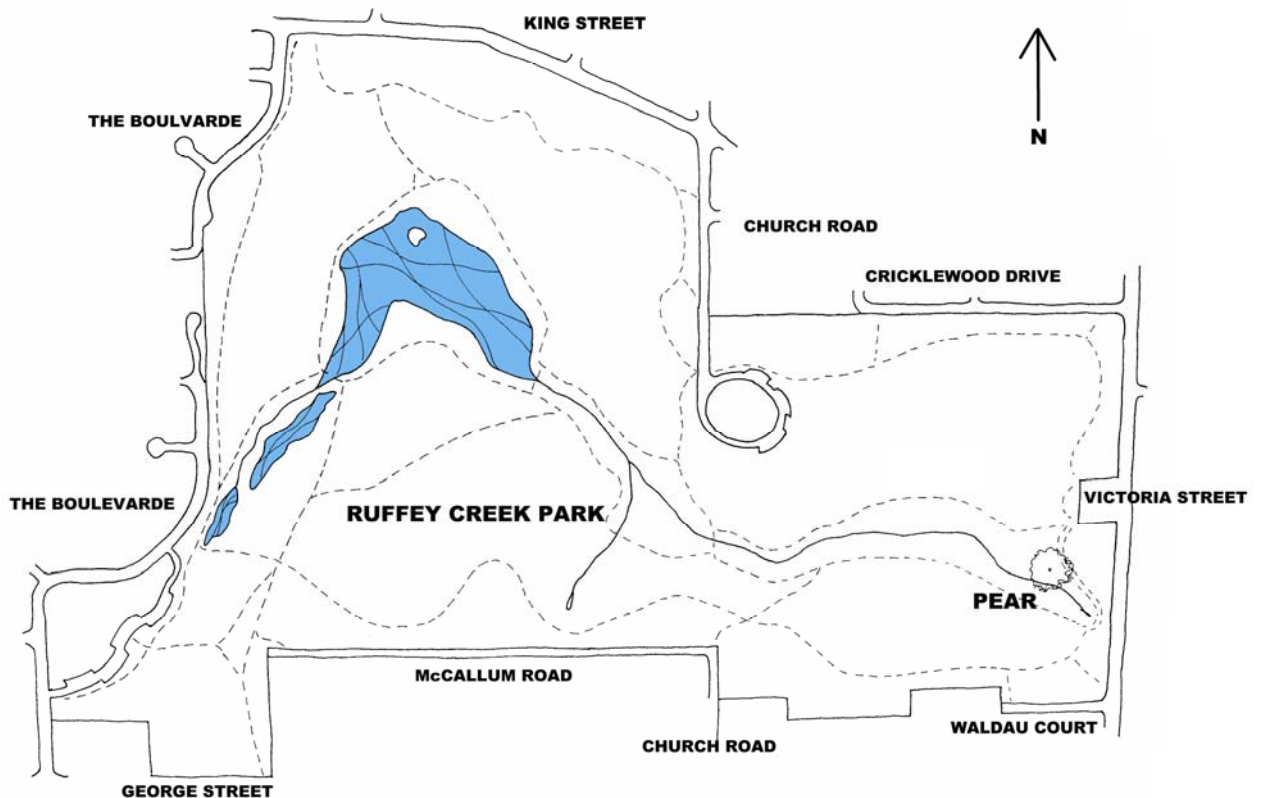 KING STREET
THE BOULVARDE
N
CHURCH ROAD
CRICKLEWOOD DRIVE
THE BOULEVARDE
RUFFEY CREEK PARK
VICTORIA STREET
PEAR
McCALLUM ROAD
WALDAU COURT
CHURCH ROAD
GEORGE STREET